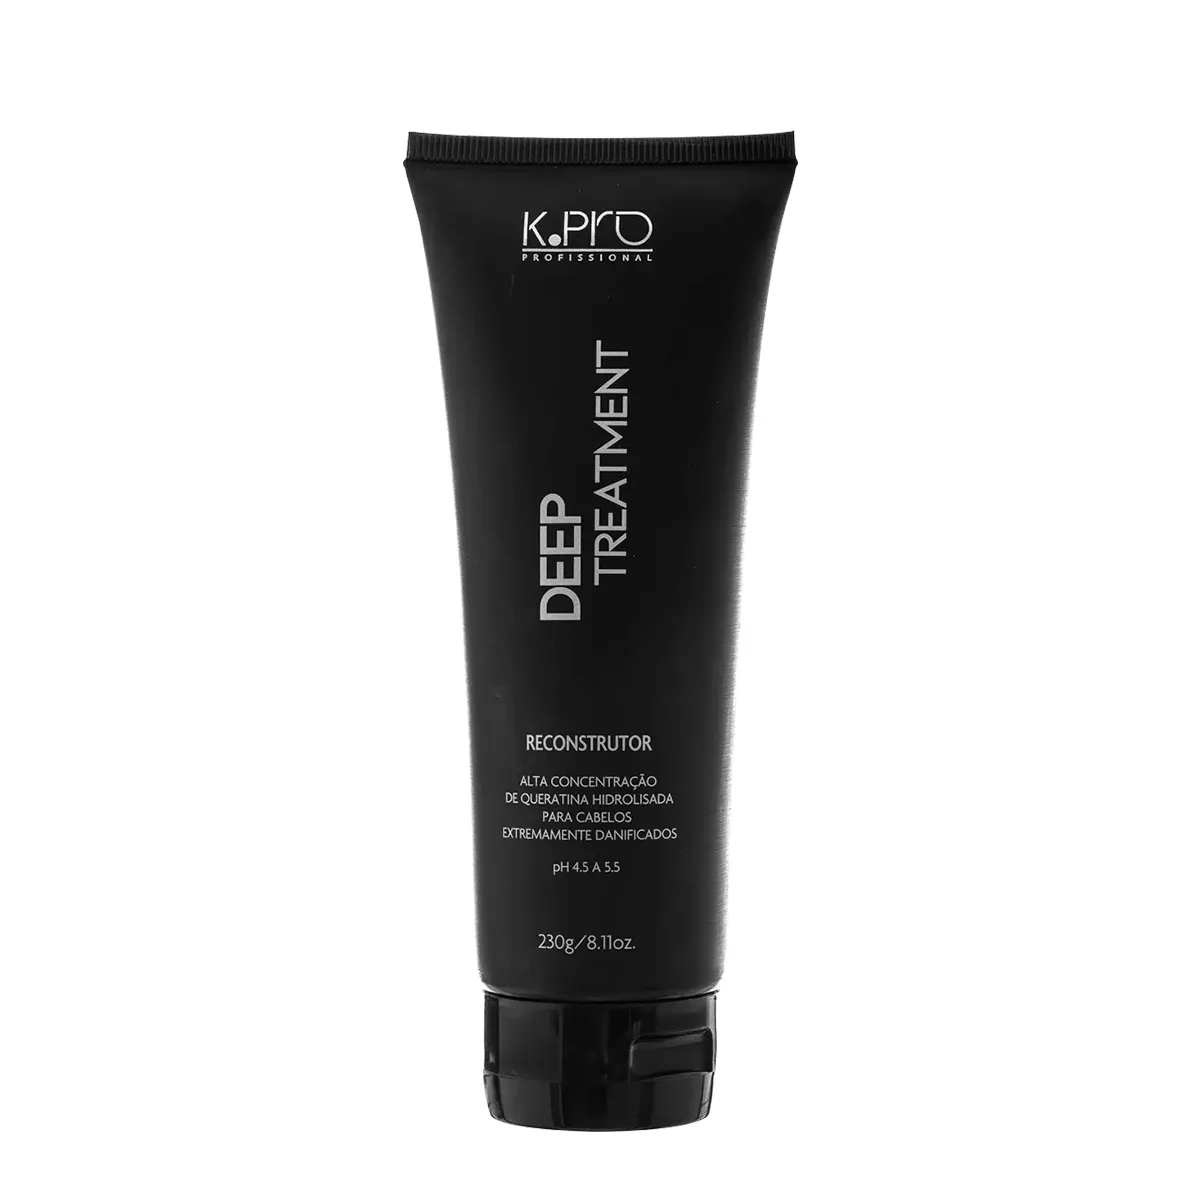 K.PRO
PROFISSIONAL
DEEP
TREATMENT
RECONSTRUTOR
ALTA CONCENTRAÇÃO
DE QUERATINA HIDROLISADA
PARA CABELOS
EXTREMAMENTE DANIFICADOS
pH 4.5 A 5.5
230g/8.11oz.